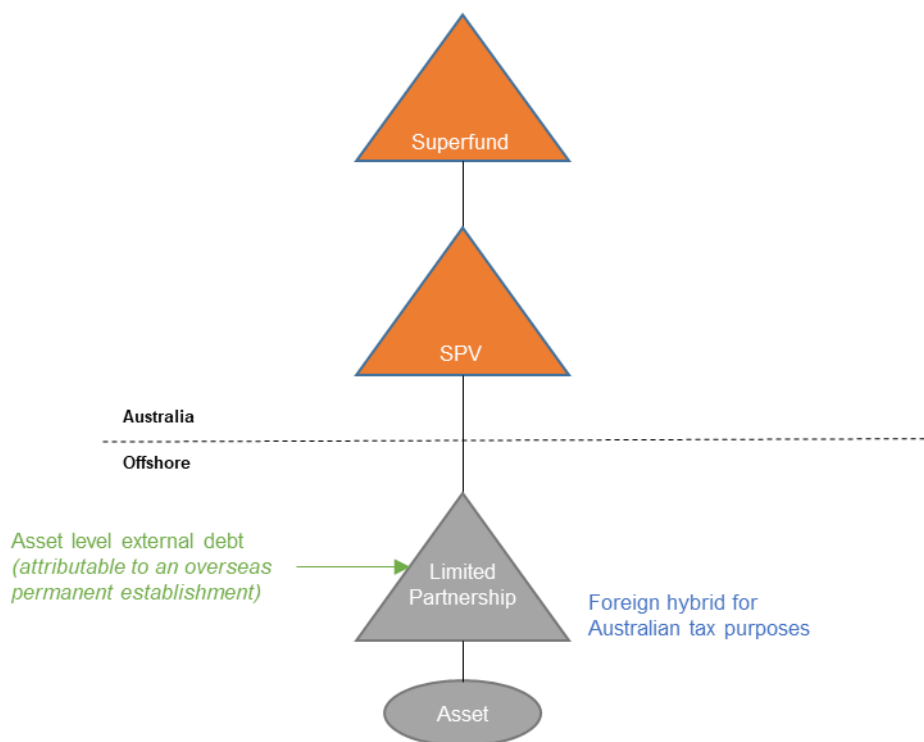 Superfund
SPV
Australia
Offshore
Asset level external debt
(attributable to an overseas
permanent establishment)
Limited
Partnership
Foreign hybrid for
Australian tax purposes
Asset